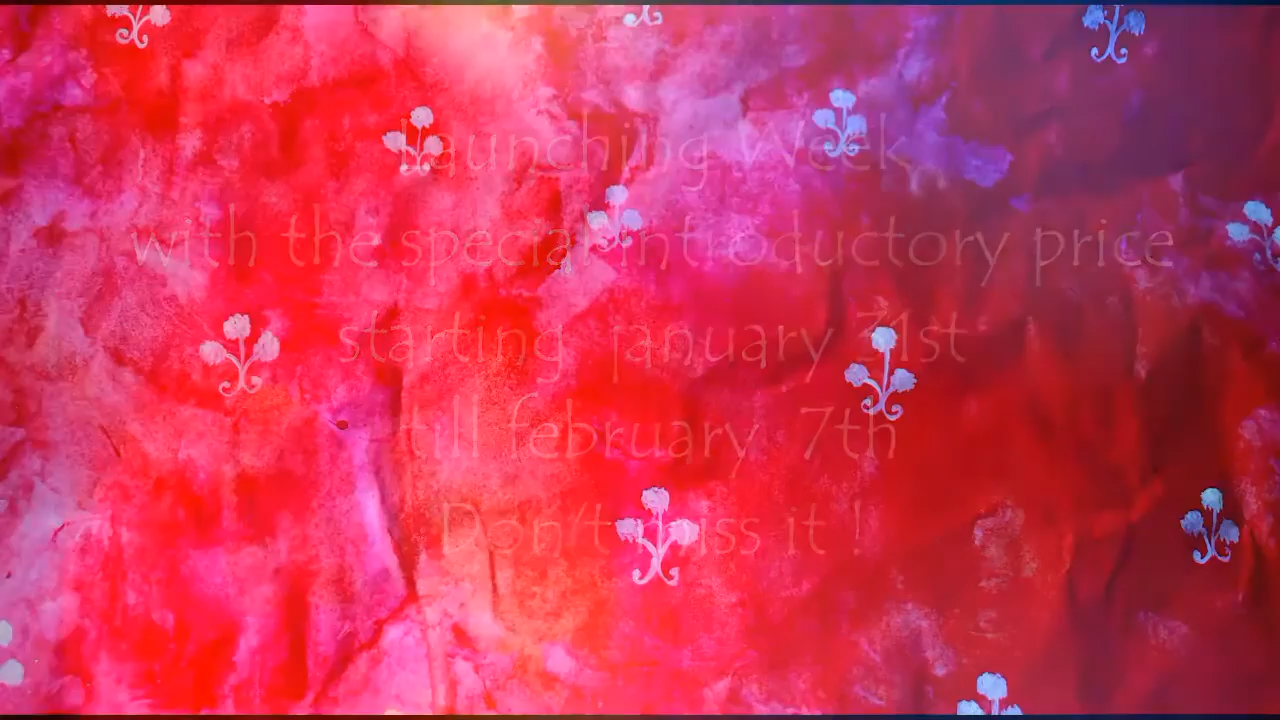 Launching Week
with the special introductory price
starting january 31st
till february 7th
Don't miss it !